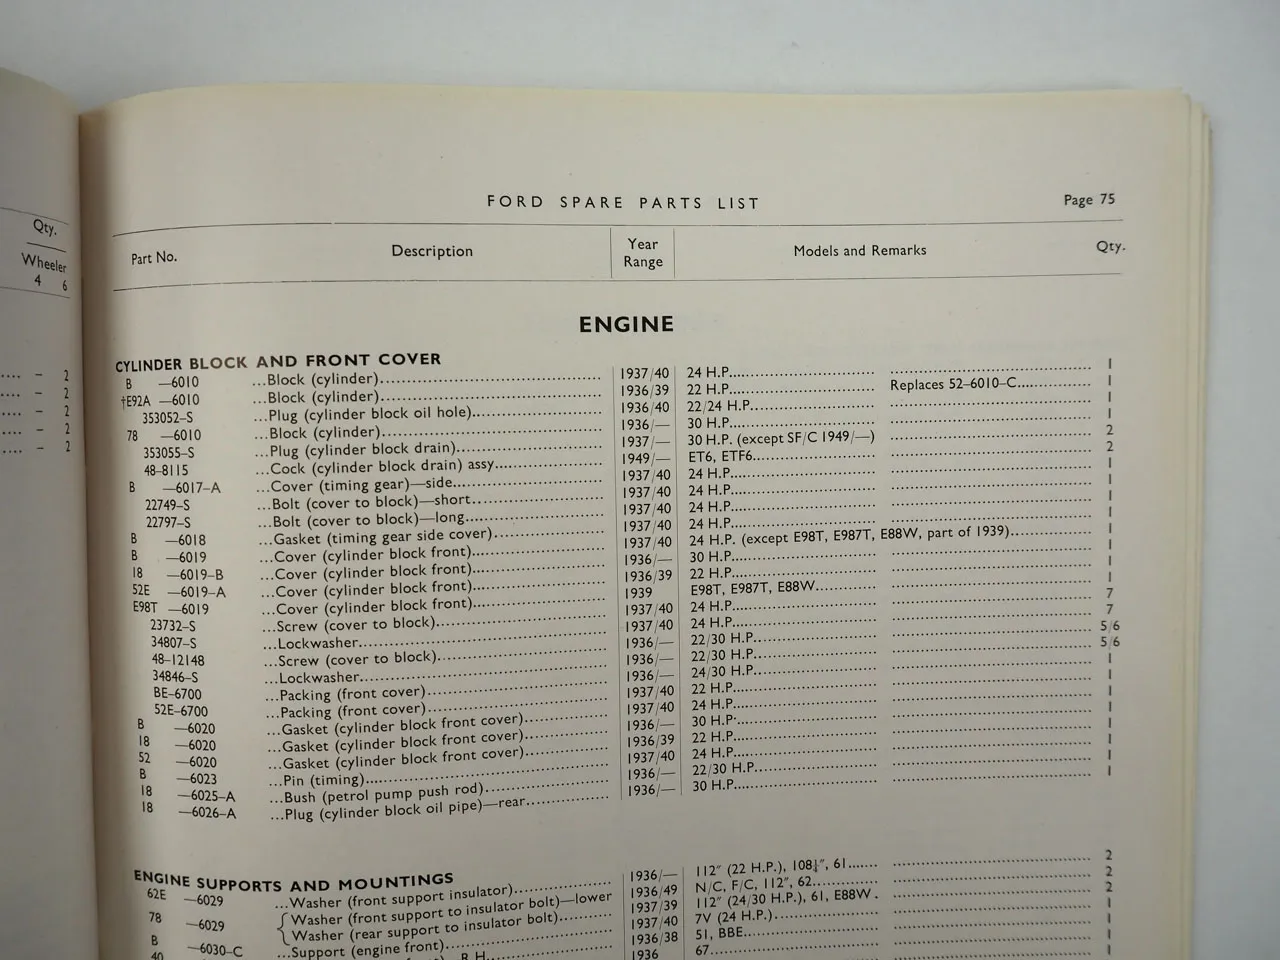 Qty.
Wheeler
4 6
.... — 2
.... — 2
.... — 2
.... — 2
.... — 2
FORD SPARE PARTS LIST Page 75
Part No. Description Year Range Models and Remarks Qty.
ENGINE
CYLINDER BLOCK AND FRONT COVER
B —6010 ...Block (cylinder)... 1937/40 24 H.P... 1
†E92A —6010 ...Block (cylinder)... 1936/39 22 H.P... Replaces 52-6010-C... 1
353052-S ...Plug (cylinder block oil hole)... 1936/40 22/24 H.P... 1
78 —6010 ...Block (cylinder)... 1936/— 30 H.P... 1
353055-S ...Plug (cylinder block drain)... 1937/— 30 H.P. (except SF/C 1949/—) ... 2
48-8115 ...Cock (cylinder block drain) assy... 1949/— ET6, ETF6... 2
B —6017-A ...Cover (timing gear)—side... 1937/40 24 H.P... 1
22749-S ...Bolt (cover to block)—short... 1937/40 24 H.P... 1
22797-S ...Bolt (cover to block)—long... 1937/40 24 H.P... 1
B —6018 ...Gasket (timing gear side cover)... 1937/40 24 H.P... 1
B —6019 ...Cover (cylinder block front)... 1937/40 24 H.P. (except E98T, E987T, E88W, part of 1939)... 1
18 —6019-B ...Cover (cylinder block front)... 1936/— 30 H.P... 1
52E —6019-A ...Cover (cylinder block front)... 1936/39 22 H.P... 1
E98T —6019 ...Cover (cylinder block front)... 1939 E98T, E987T, E88W... 1
23732-S ...Screw (cover to block)... 1937/40 24 H.P... 7
34807-S ...Lockwasher... 1937/40 24 H.P... 7
48-12148 ...Screw (cover to block)... 1936/— 22/30 H.P... 5/6
34846-S ...Lockwasher... 1936/— 22/30 H.P... 5/6
BE-6700 ...Packing (front cover)... 1936/— 24/30 H.P... 1
52E-6700 ...Packing (front cover)... 1937/40 22 H.P... 1
B —6020 ...Gasket (cylinder block front cover)... 1937/40 24 H.P... 1
18 —6020 ...Gasket (cylinder block front cover)... 1936/— 30 H.P... 1
52 —6020 ...Gasket (cylinder block front cover)... 1936/39 22 H.P... 1
B —6023 ...Pin (timing)... 1937/40 24 H.P... 1
18 —6025-A ...Bush (petrol pump push rod)... 1936/— 22/30 H.P... 1
18 —6026-A ...Plug (cylinder block oil pipe)—rear... 1936/— 30 H.P... 1
ENGINE SUPPORTS AND MOUNTINGS
62E —6029 ...Washer (front support insulator)... 1936/— 112″ (22 H.P.), 108¼″, 61... 2
78 —6029 {Washer (front support to insulator bolt)—lower 1936/49 N/C, F/C, 112″, 62... 2
Washer (rear support to insulator bolt)... 1937/39 112″ (24/30 H.P.), 61, E88W. ... 2
B —6030-C ...Support (engine front)... 1937/40 7V (24 H.P.)... 1
40 R.H... 1936/38 51, BBE... 1
1936 67... 1